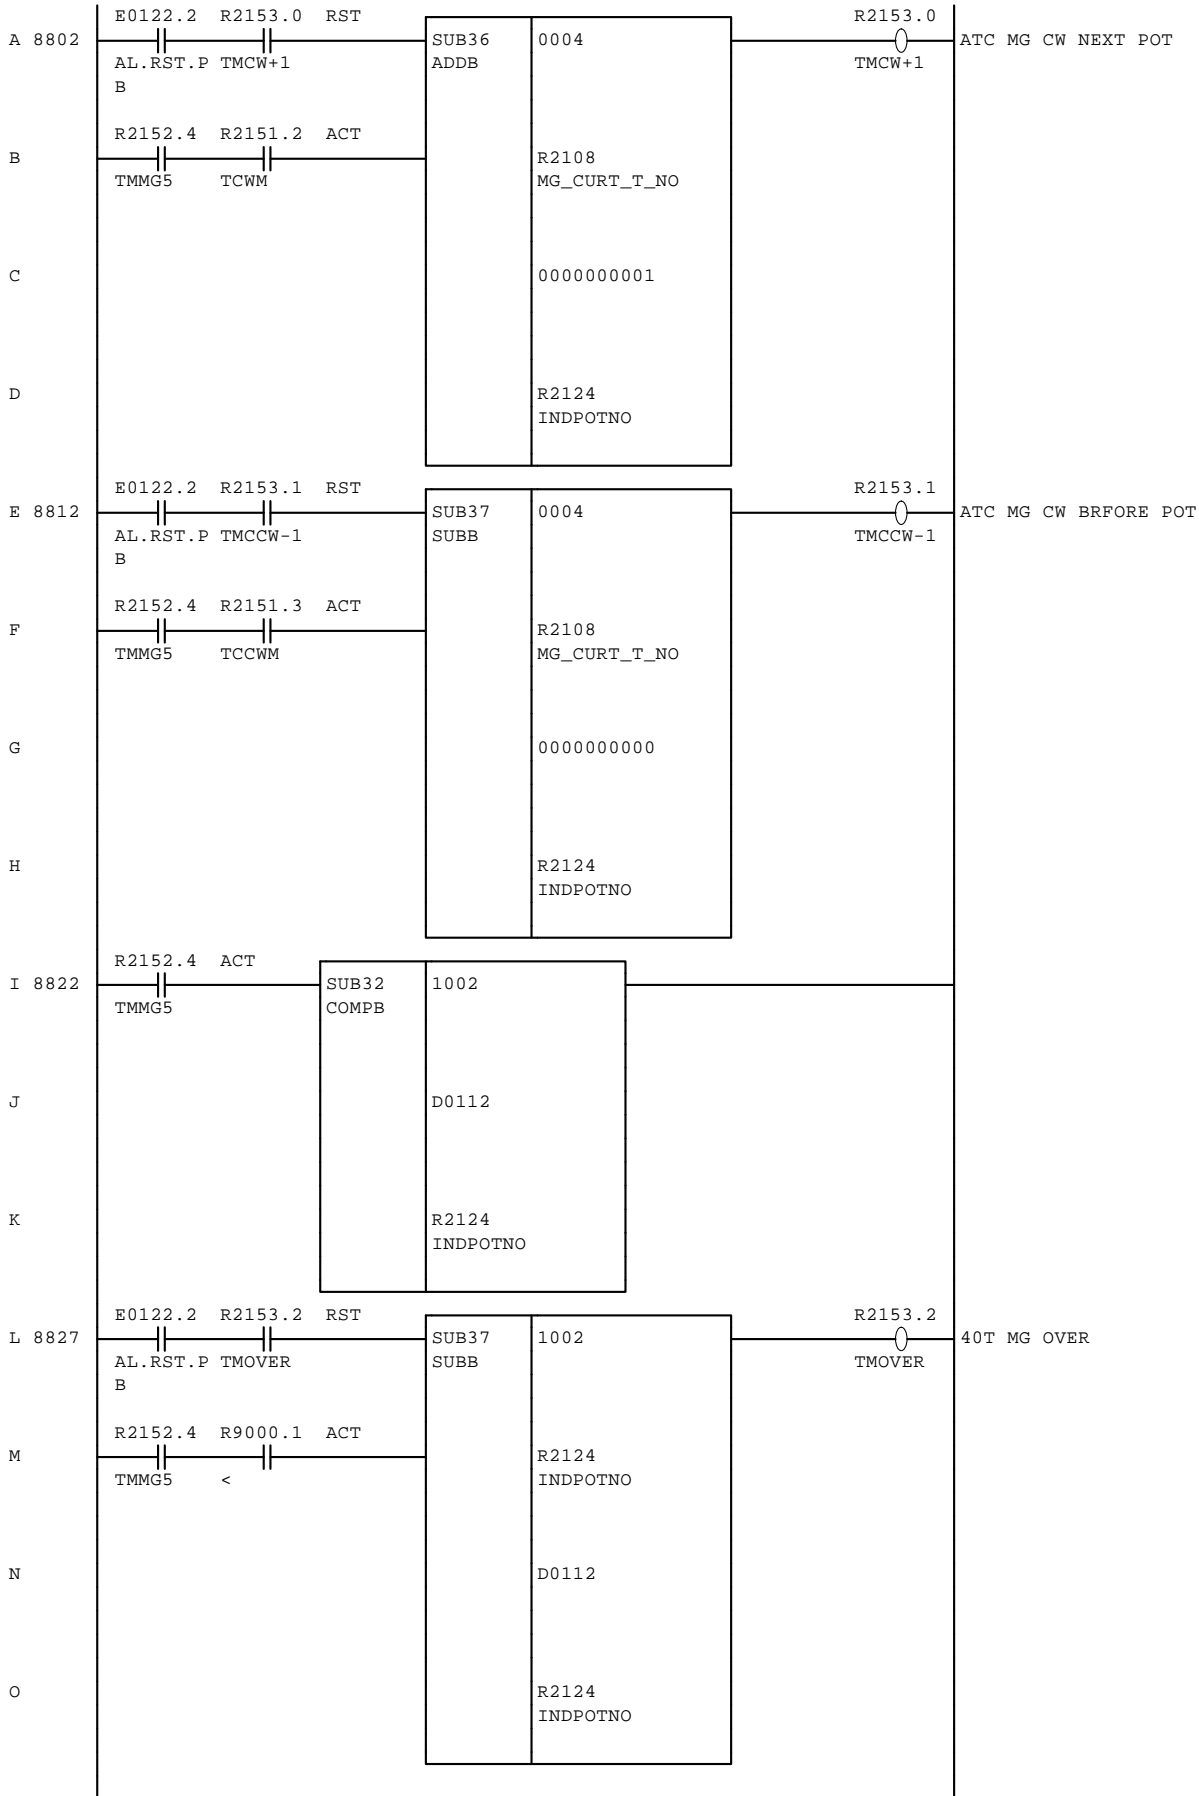 E0122.2 R2153.0 RST R2153.0
A 8802 SUB36 0004 ATC MG CW NEXT POT
AL.RST.P TMCW+1 ADDB TMCW+1
B
R2152.4 R2151.2 ACT
B R2108
TMMG5 TCWM MG_CURT_T_NO
C 0000000001
D R2124
INDPOTNO
E0122.2 R2153.1 RST R2153.1
E 8812 SUB37 0004 ATC MG CW BRFORE POT
AL.RST.P TMCCW-1 SUBB TMCCW-1
B
R2152.4 R2151.3 ACT
F R2108
TMMG5 TCCWM MG_CURT_T_NO
G 0000000000
H R2124
INDPOTNO
R2152.4 ACT
I 8822 SUB32 1002
TMMG5 COMPB
J D0112
K R2124
INDPOTNO
E0122.2 R2153.2 RST R2153.2
L 8827 SUB37 1002 40T MG OVER
AL.RST.P TMOVER SUBB TMOVER
B
R2152.4 R9000.1 ACT
M R2124
TMMG5 < INDPOTNO
N D0112
O R2124
INDPOTNO